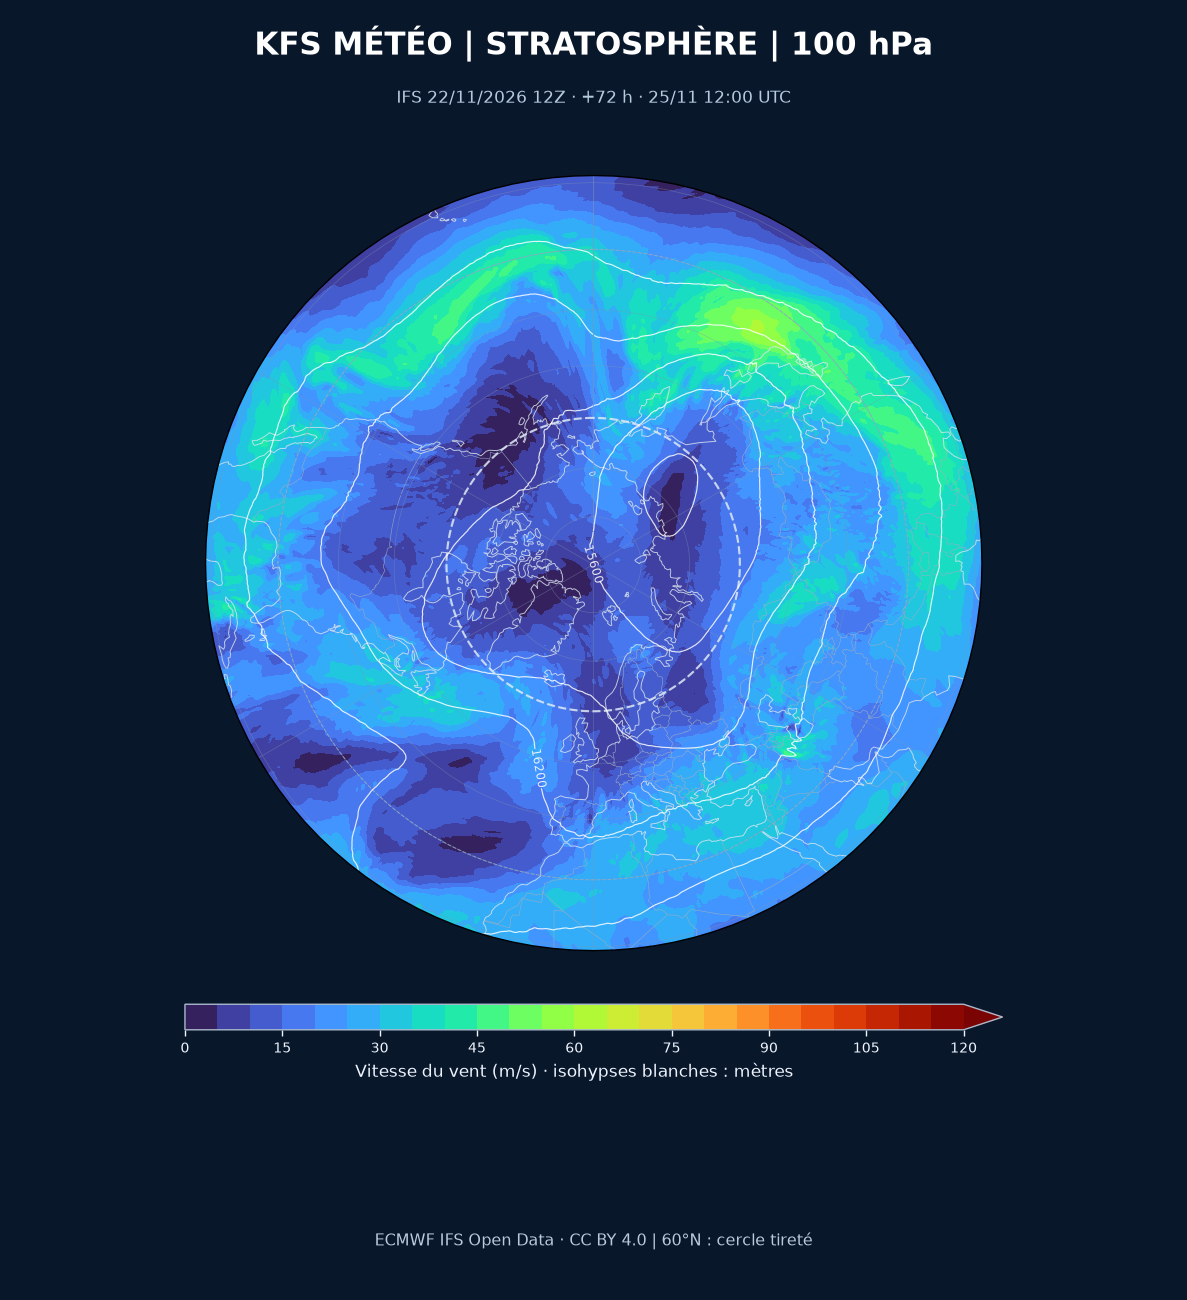 KFS MÉTÉO | STRATOSPHÈRE | 100 hPa
IFS 22/11/2026 12Z · +72 h · 25/11 12:00 UTC
15600
16200
0 15 30 45 60 75 90 105 120
Vitesse du vent (m/s) · isohypses blanches : mètres
ECMWF IFS Open Data · CC BY 4.0 | 60°N : cercle tireté